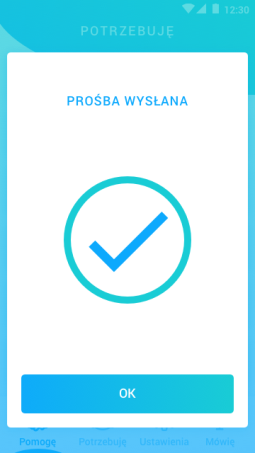 12:30
POTRZEBUJĘ
PROŚBA WYSŁANA
OK
Pomogę Potrzebuję Ustawienia Mówię